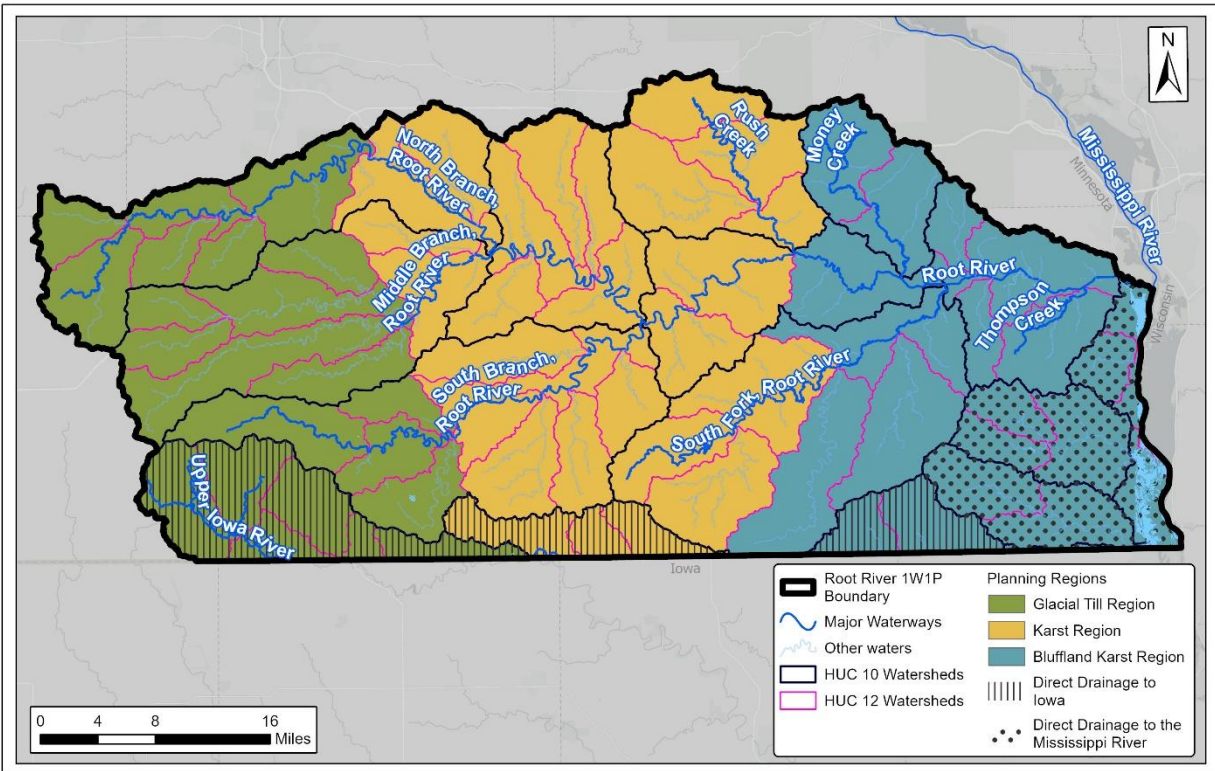 N
Mississippi River
Minnesota
Wisconsin
Rush
Creek
Money
Creek
North Branch,
Root River
Middle Branch,
Root River
Root River
Thompson
Creek
South Branch,
Root River
South Fork, Root River
Upper Iowa River
Iowa
Root River 1W1P
Boundary
Major Waterways
Other waters
HUC 10 Watersheds
HUC 12 Watersheds
Planning Regions
Glacial Till Region
Karst Region
Bluffland Karst Region
Direct Drainage to
Iowa
Direct Drainage to the
Mississippi River
0 4 8 16
Miles